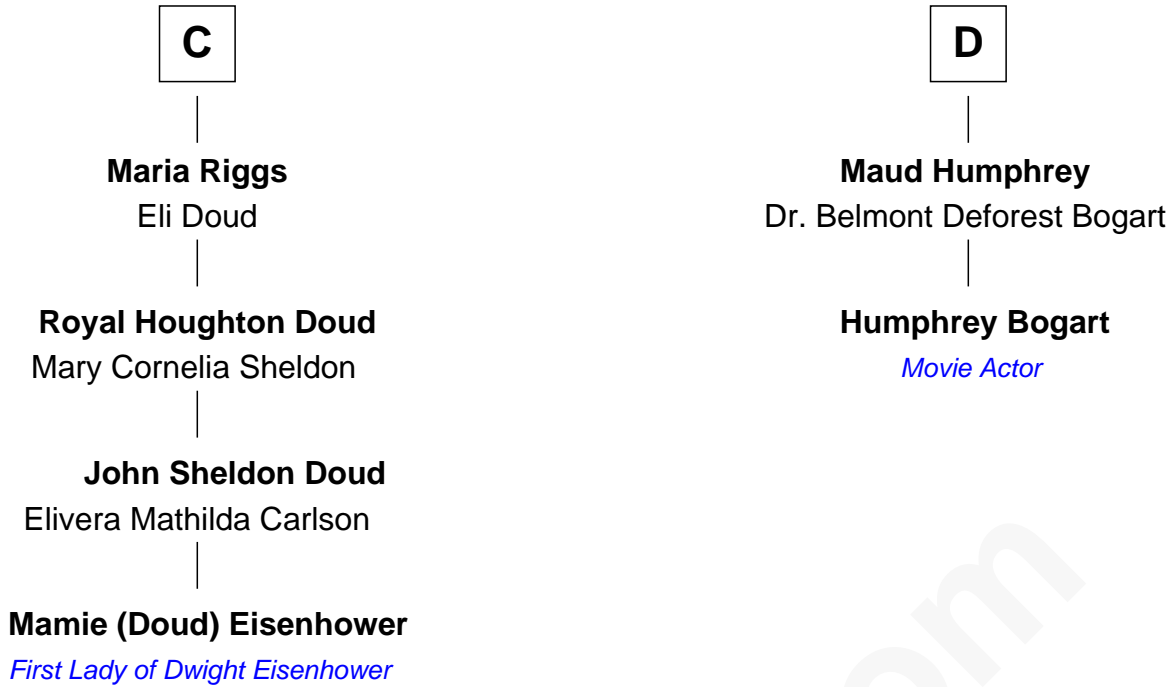 C
Maria Riggs
Eli Doud
Royal Houghton Doud
Mary Cornelia Sheldon
John Sheldon Doud
Elivera Mathilda Carlson
Mamie (Doud) Eisenhower
First Lady of Dwight Eisenhower
D
Maud Humphrey
Dr. Belmont Deforest Bogart
Humphrey Bogart
Movie Actor
om